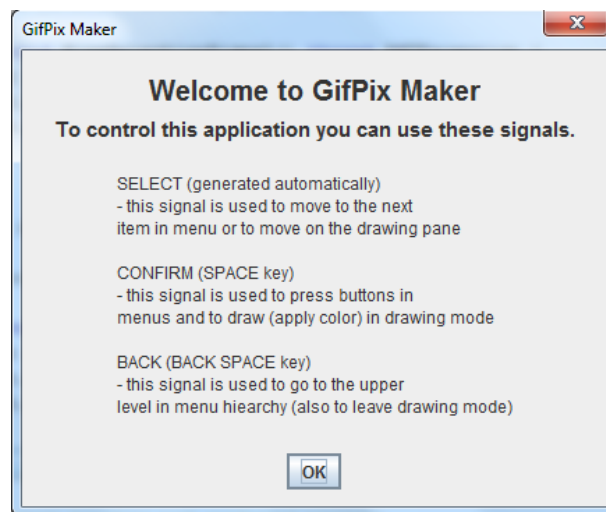 GifPix Maker
Welcome to GifPix Maker
To control this application you can use these signals.
SELECT (generated automatically)
- this signal is used to move to the next
item in menu or to move on the drawing pane
CONFIRM (SPACE key)
- this signal is used to press buttons in
menus and to draw (apply color) in drawing mode
BACK (BACK SPACE key)
- this signal is used to go to the upper
level in menu hiearchy (also to leave drawing mode)
OK